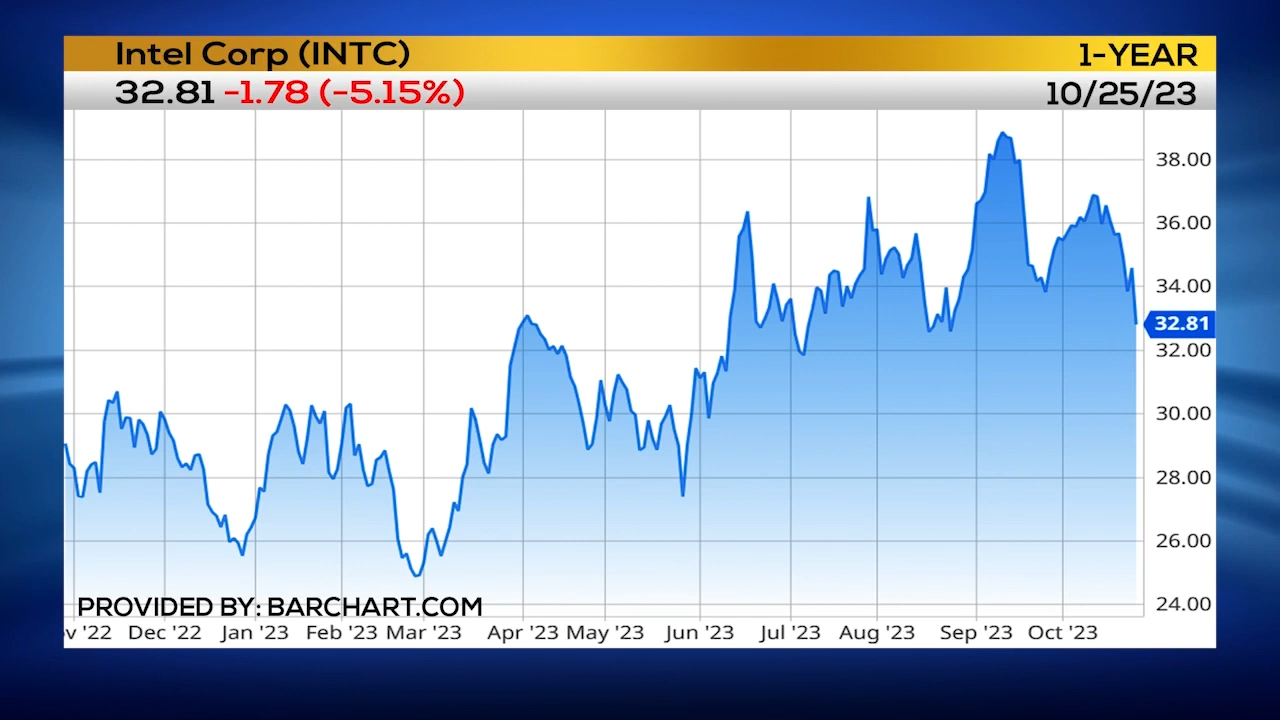 Intel Corp (INTC)
1-YEAR
32.81 -1.78 (-5.15%)
10/25/23
38.00
36.00
34.00
32.81
32.00
30.00
28.00
26.00
24.00
PROVIDED BY: BARCHART.COM
ov '22 Dec '22 Jan '23 Feb '23 Mar '23 Apr '23 May '23 Jun '23 Jul '23 Aug '23 Sep '23 Oct '23